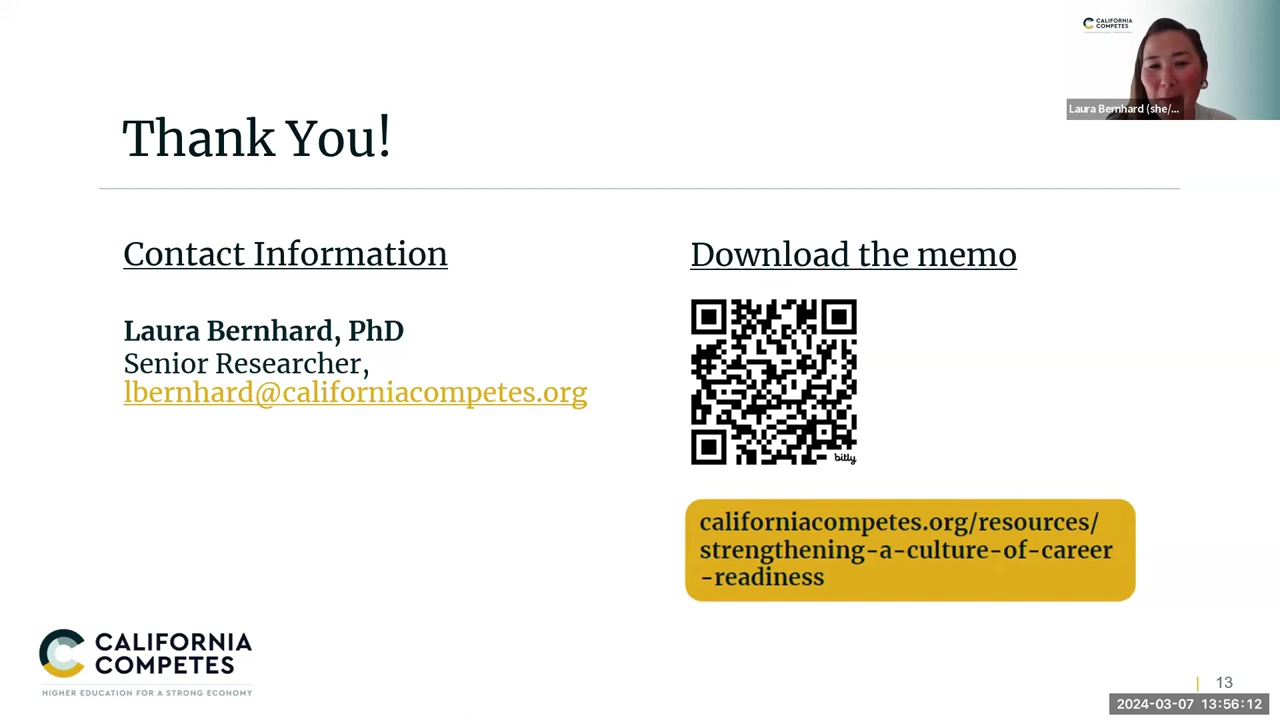 CALIFORNIA
COMPETES
Laura Bernhard (she/...
Thank You!
Contact Information
Laura Bernhard, PhD
Senior Researcher,
lbernhard@californiacompetes.org
Download the memo
bitly
californiacompetes.org/resources/
strengthening-a-culture-of-career
-readiness
CALIFORNIA
COMPETES
HIGHER EDUCATION FOR A STRONG ECONOMY
| 13
2024-03-07 13:56:12